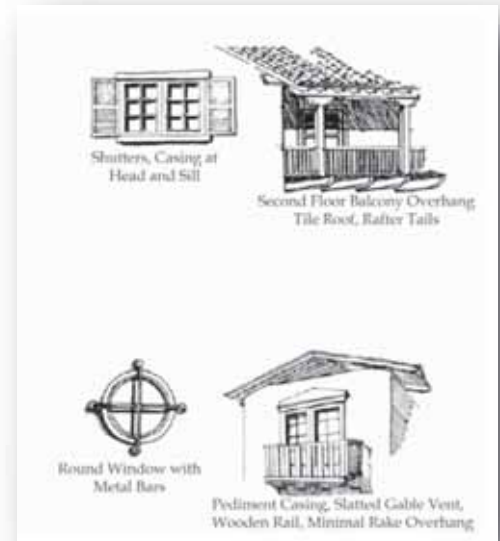 Shutters, Casing at
Head and Sill
Second Floor Balcony Overhang
Tile Roof, Rafter Tails
Round Window with
Metal Bars
Pediment Casing, Slatted Gable Vent,
Wooden Rail, Minimal Rake Overhang